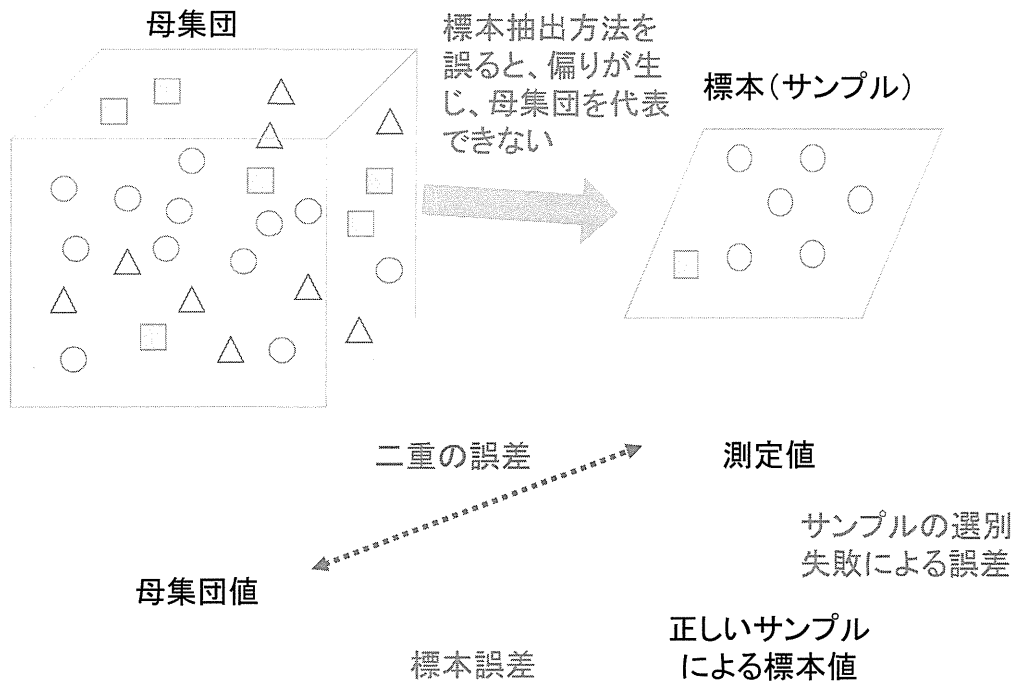 母集団
標本抽出方法を
誤ると、偏りが生
じ、母集団を代表
できない
標本(サンプル)
二重の誤差
測定値
サンプルの選別
失敗による誤差
母集団値
標本誤差
正しいサンプル
による標本値